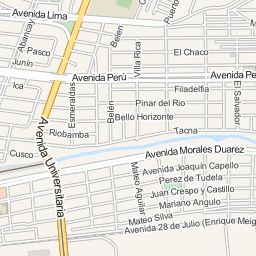 Avenida Lima
Abancay
Belén
Villa Rica
Puerto
Pasco
El Chaco
Junín
Avenida Perú
Avenida Pe
Ica
Esmeraldas
Filadelfia
El Salvador
Belén
Pinar del Rio
Bello Horizonte
Riobamba
Tacna
Cusco
Avenida Universitaria
Avenida Morales Duarez
Mateo Aguilar
Avenida Joaquín Capello
Perez de Tudela
Juan Crespo y Castillo
Mariano Angulo
Mateo Silva
Avenida 28 de Julio (Enrique Meig